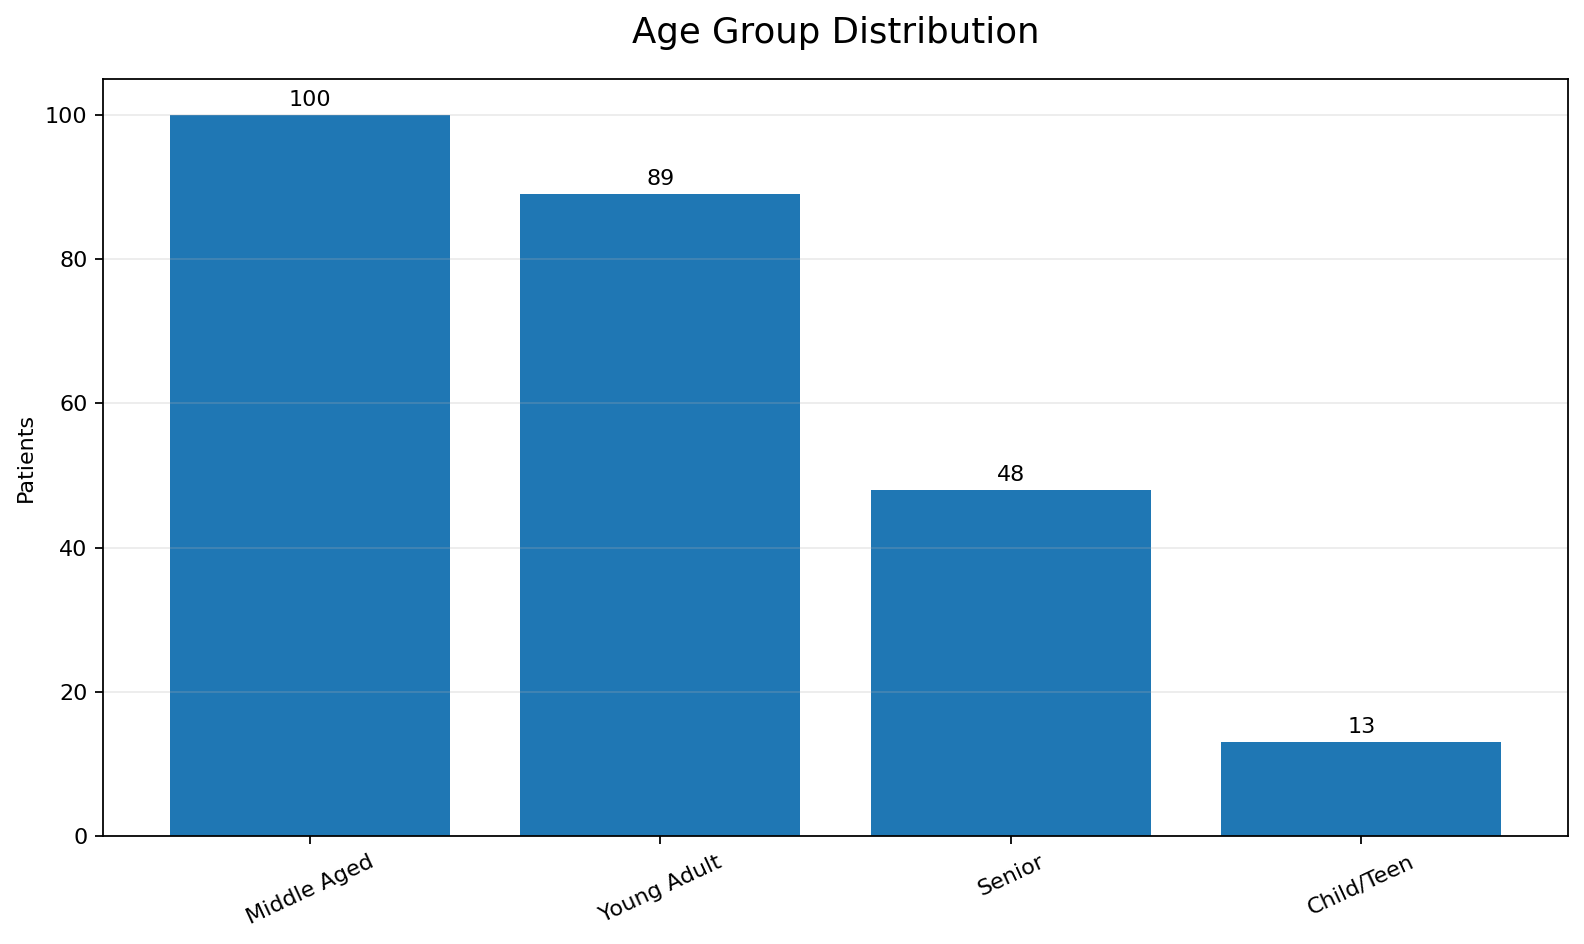 Age Group Distribution
100
89
48
13
100
80
60
40
20
0
Patients
Middle Aged
Young Adult
Senior
Child/Teen